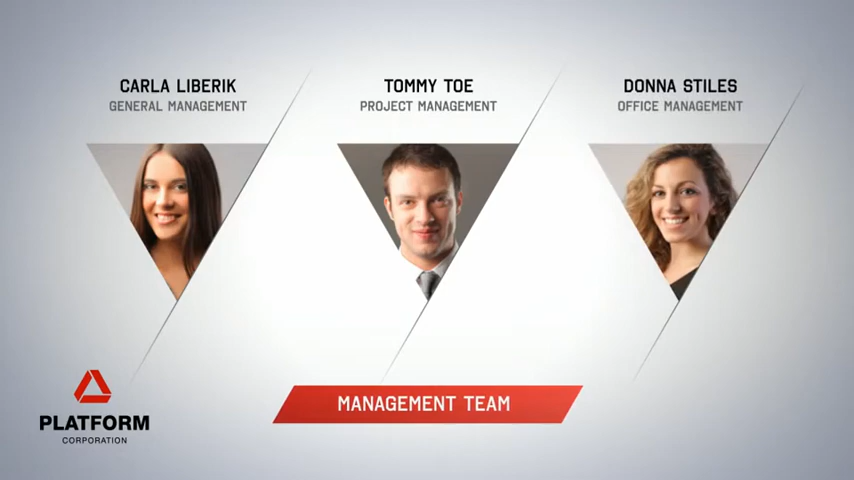 CARLA LIBERIK
GENERAL MANAGEMENT
TOMMY TOE
PROJECT MANAGEMENT
DONNA STILES
OFFICE MANAGEMENT
MANAGEMENT TEAM
PLATFORM
CORPORATION